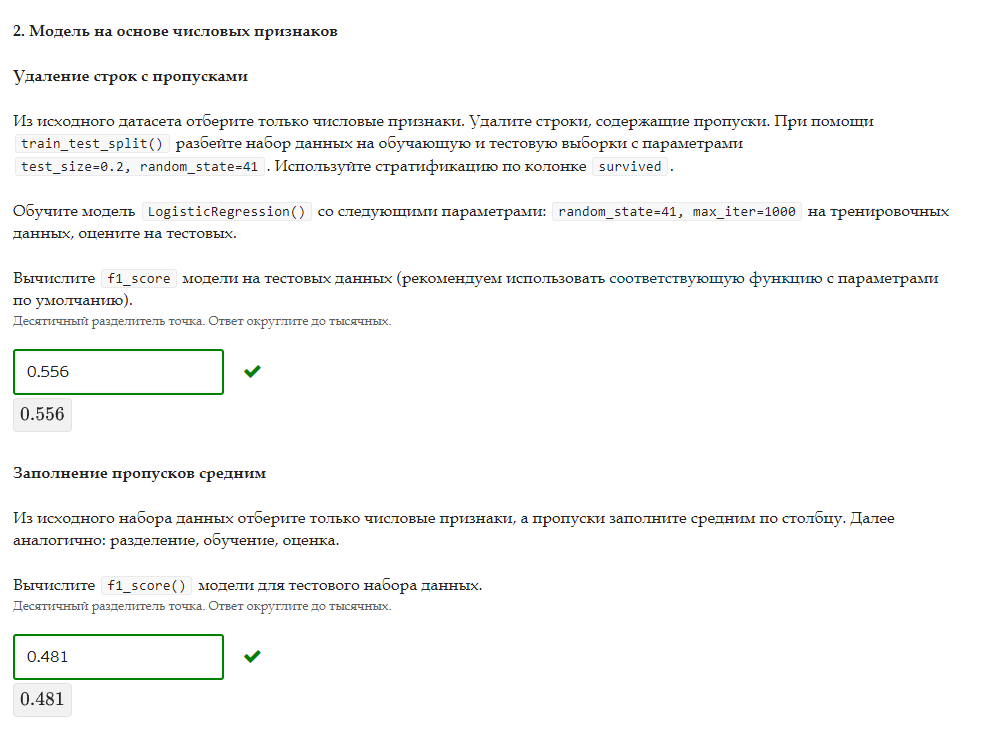 2. Модель на основе числовых признаков
Удаление строк с пропусками
Из исходного датасета отберите только числовые признаки. Удалите строки, содержащие пропуски. При помощи
train_test_split() разбейте набор данных на обучающую и тестовую выборки с параметрами
test_size=0.2, random_state=41 . Используйте стратификацию по колонке survived .
Обучите модель LogisticRegression() со следующими параметрами: random_state=41, max_iter=1000 на тренировочных
данных, оцените на тестовых.
Вычислите f1_score модели на тестовых данных (рекомендуем использовать соответствующую функцию с параметрами
по умолчанию).
Десятичный разделитель точка. Ответ округлите до тысячных.
0.556
0.556
Заполнение пропусков средним
Из исходного набора данных отберите только числовые признаки, а пропуски заполните средним по столбцу. Далее
аналогично: разделение, обучение, оценка.
Вычислите f1_score() модели для тестового набора данных.
Десятичный разделитель точка. Ответ округлите до тысячных.
0.481
0.481